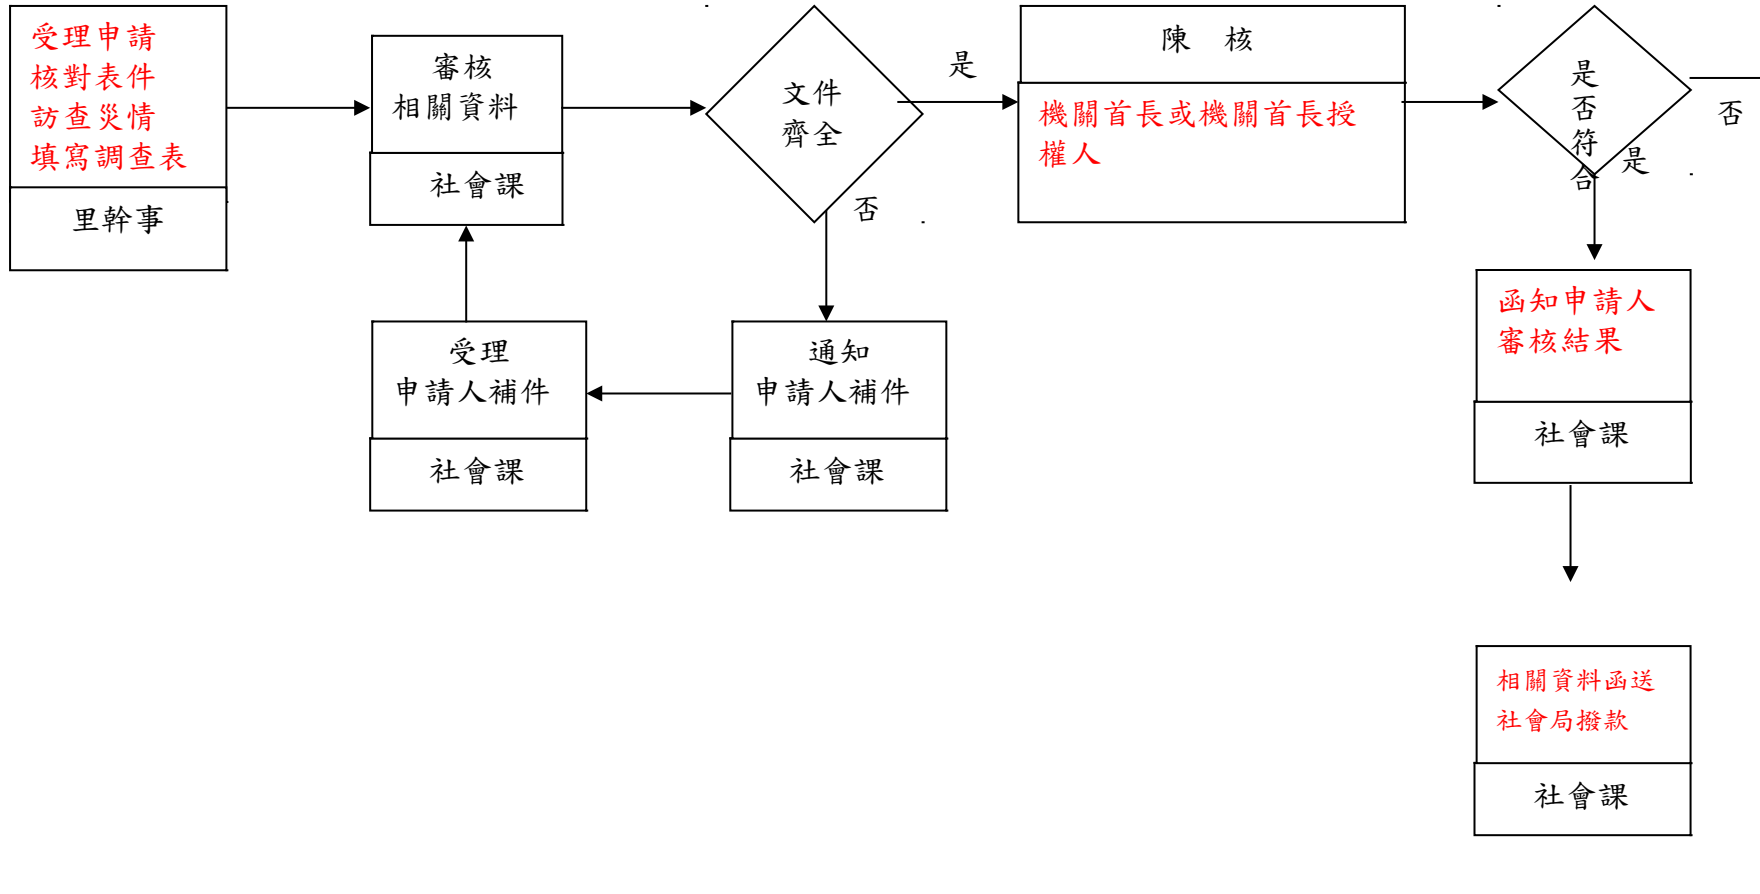 受理申請
核對表件
訪查災情
填寫調查表
里幹事
審核
相關資料
社會課
文件
齊全
是
否
陳　核
機關首長或機關首長授
權人
是
否
符
合
是
否
受理
申請人補件
社會課
通知
申請人補件
社會課
函知申請人
審核結果
社會課
相關資料函送
社會局撥款
社會課